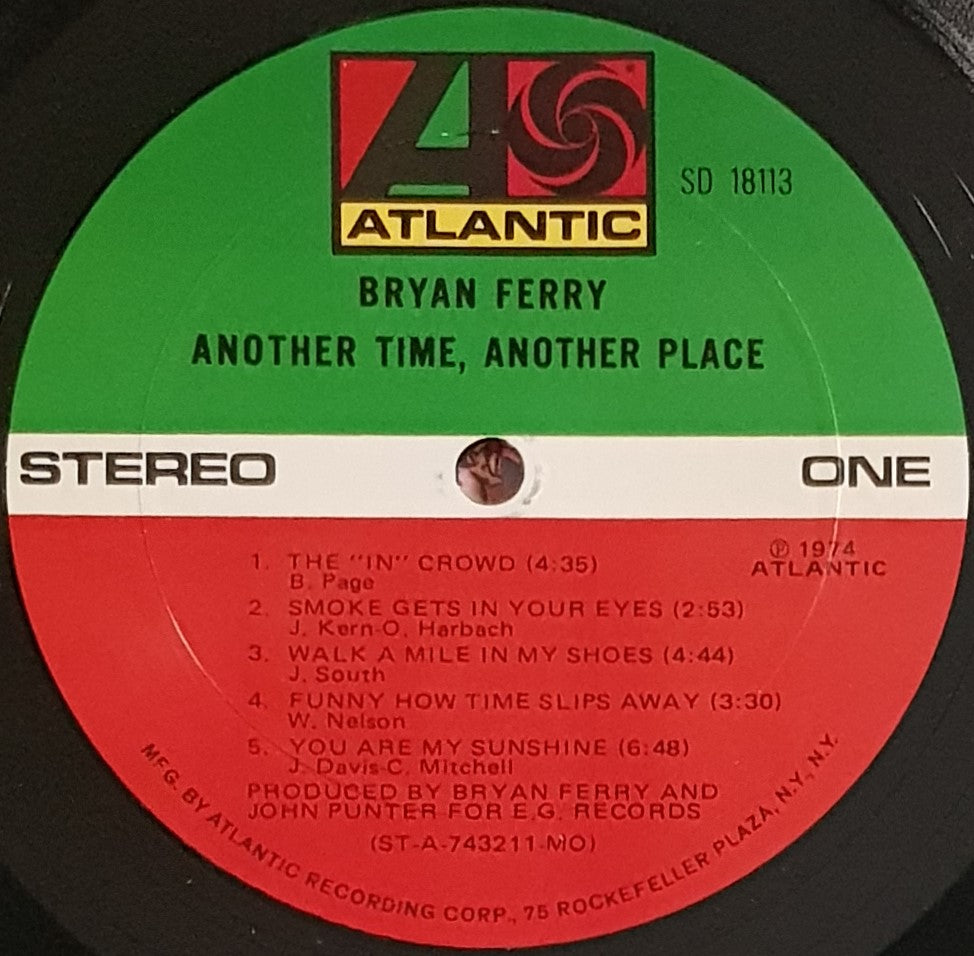 ATLANTIC
SD 18113
BRYAN FERRY
ANOTHER TIME, ANOTHER PLACE
STEREO
ONE
℗ 1974
ATLANTIC
1. THE "IN" CROWD (4:35)
B. Page
2. SMOKE GETS IN YOUR EYES (2:53)
J. Kern-O. Harbach
3. WALK A MILE IN MY SHOES (4:44)
J. South
4. FUNNY HOW TIME SLIPS AWAY (3:30)
W. Nelson
5. YOU ARE MY SUNSHINE (6:48)
J. Davis-C. Mitchell
PRODUCED BY BRYAN FERRY AND
JOHN PUNTER FOR E.G. RECORDS
(ST-A-743211-MO)
MFG. BY ATLANTIC RECORDING CORP., 75 ROCKEFELLER PLAZA, N.Y., N.Y.